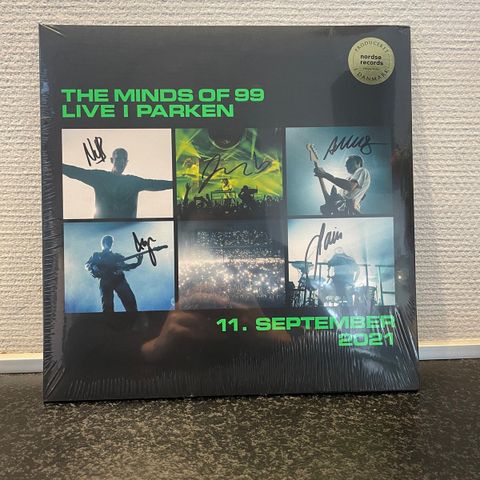 THE MINDS OF 99
LIVE I PARKEN
PRODUCERET
nordsø
records
I DANMARK
11. SEPTEMBER
2021